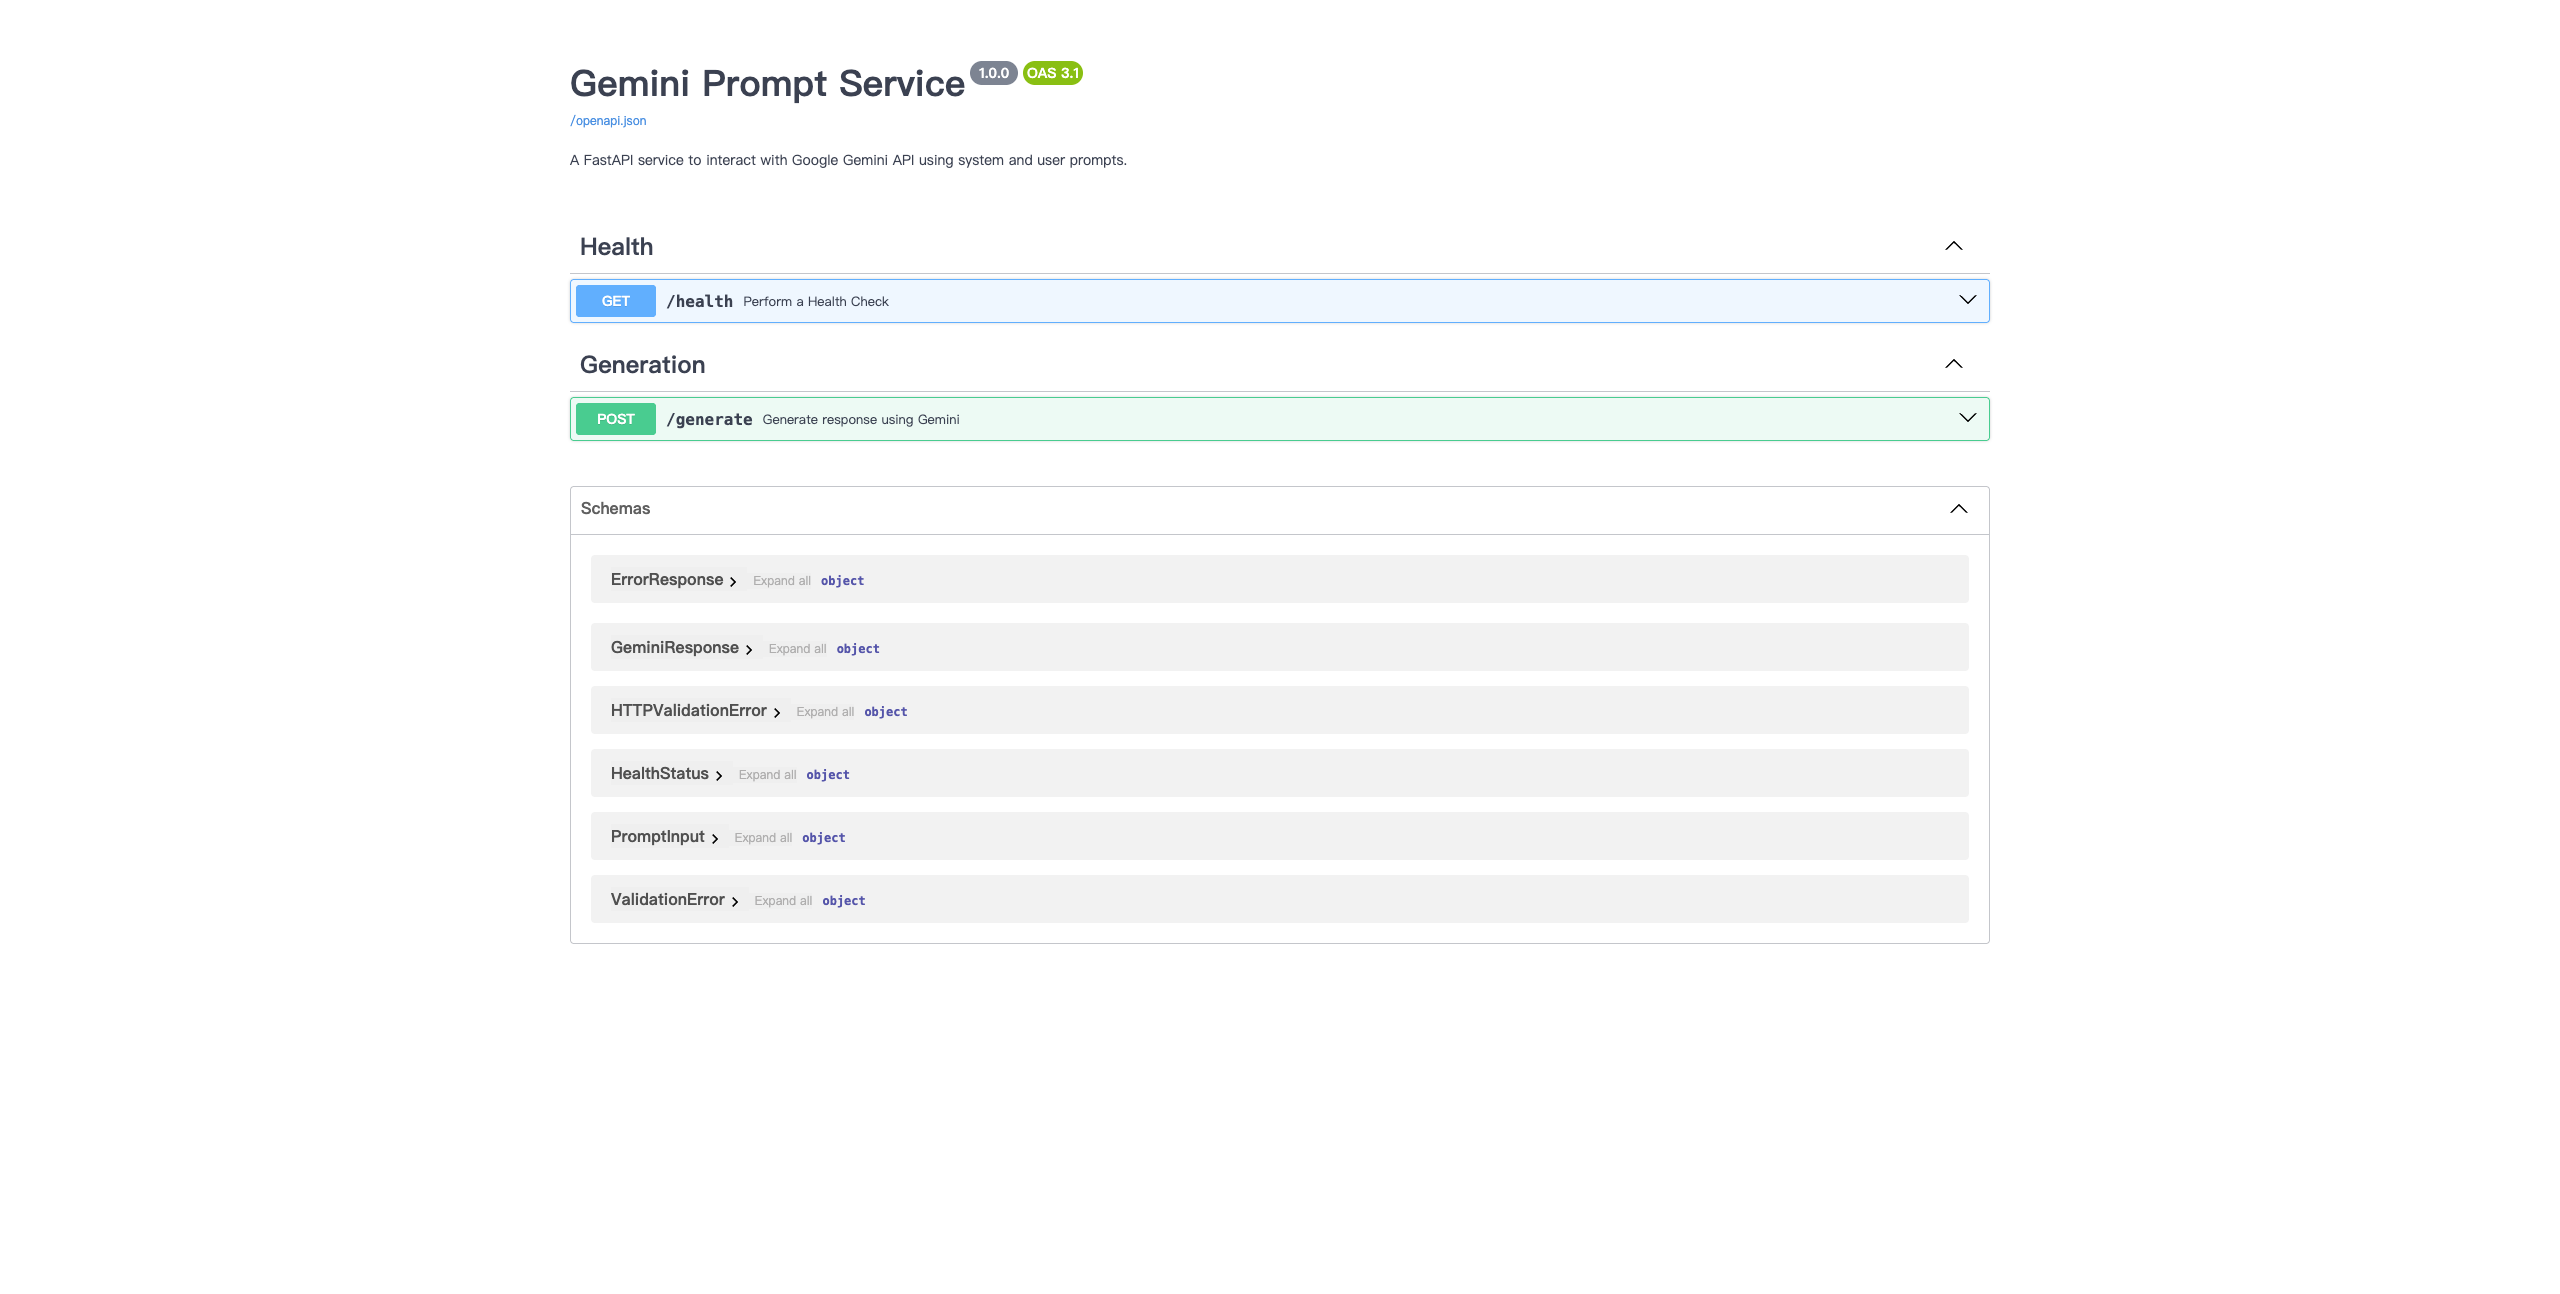 Gemini Prompt Service 1.0.0 OAS 3.1
/openapi.json
A FastAPI service to interact with Google Gemini API using system and user prompts.
Health
GET /health Perform a Health Check
Generation
POST /generate Generate response using Gemini
Schemas
ErrorResponse Expand all object
GeminiResponse Expand all object
HTTPValidationError Expand all object
HealthStatus Expand all object
PromptInput Expand all object
ValidationError Expand all object